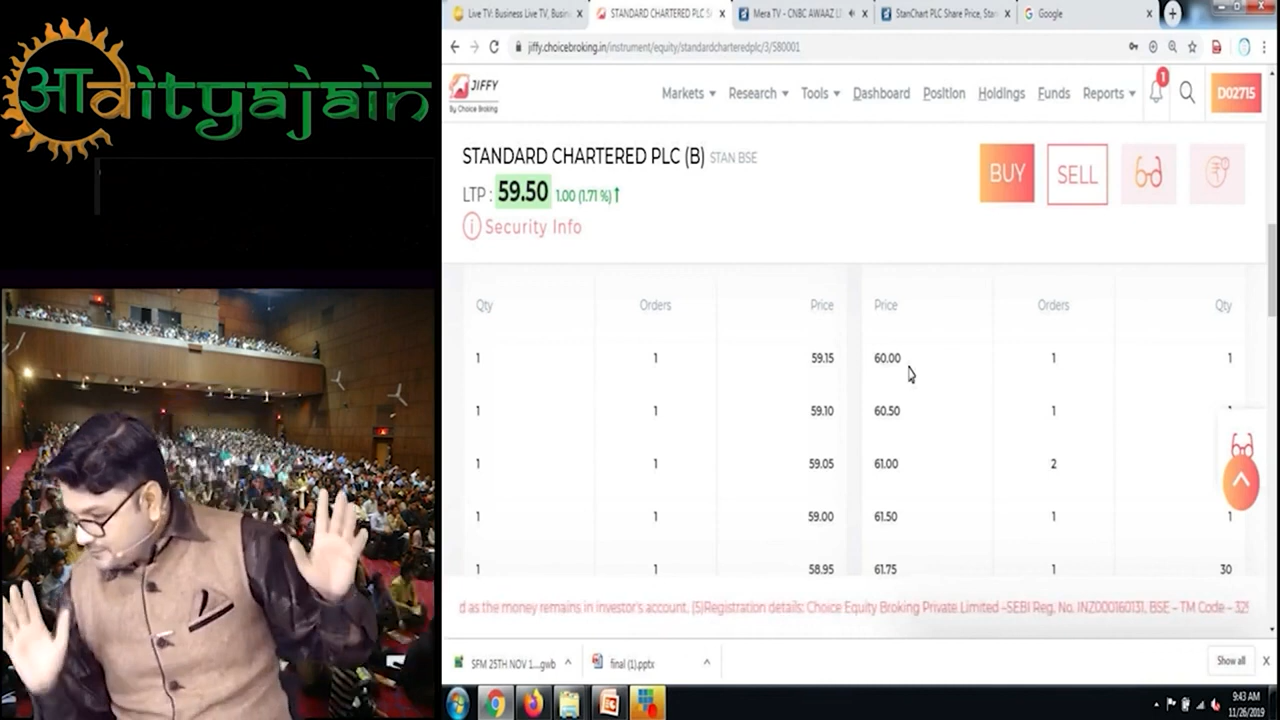 आdityajain
Live TV: Business Live TV, Busin
STANDARD CHARTERED PLC S
Mera TV - CNBC AWAAZ L
StanChart PLC Share Price, Sta
Google
jiffy.choicebroking.in/instrument/equity/standardcharteredplc/3/580001
JIFFY
By Choice Broking
Markets
Research
Tools
Dashboard
Position
Holdings
Funds
Reports
1
D02715
STANDARD CHARTERED PLC (B) STAN BSE
LTP : 59.50 1.00 (1.71 %)
BUY
SELL
Security Info
Qty Orders Price Price Orders Qty
1 1 59.15 60.00 1 1
1 1 59.10 60.50 1
1 1 59.05 61.00 2
1 1 59.00 61.50 1 1
1 1 58.95 61.75 1 30
d as the money remains in investor's account. (5)Registration details: Choice Equity Broking Private Limited -SEBI Reg. No. INZ000160131, BSE - TM Code - 325
SFM 25TH NOV 1....gwb
final (1).pptx
Show all
9:43 AM
11/26/2019